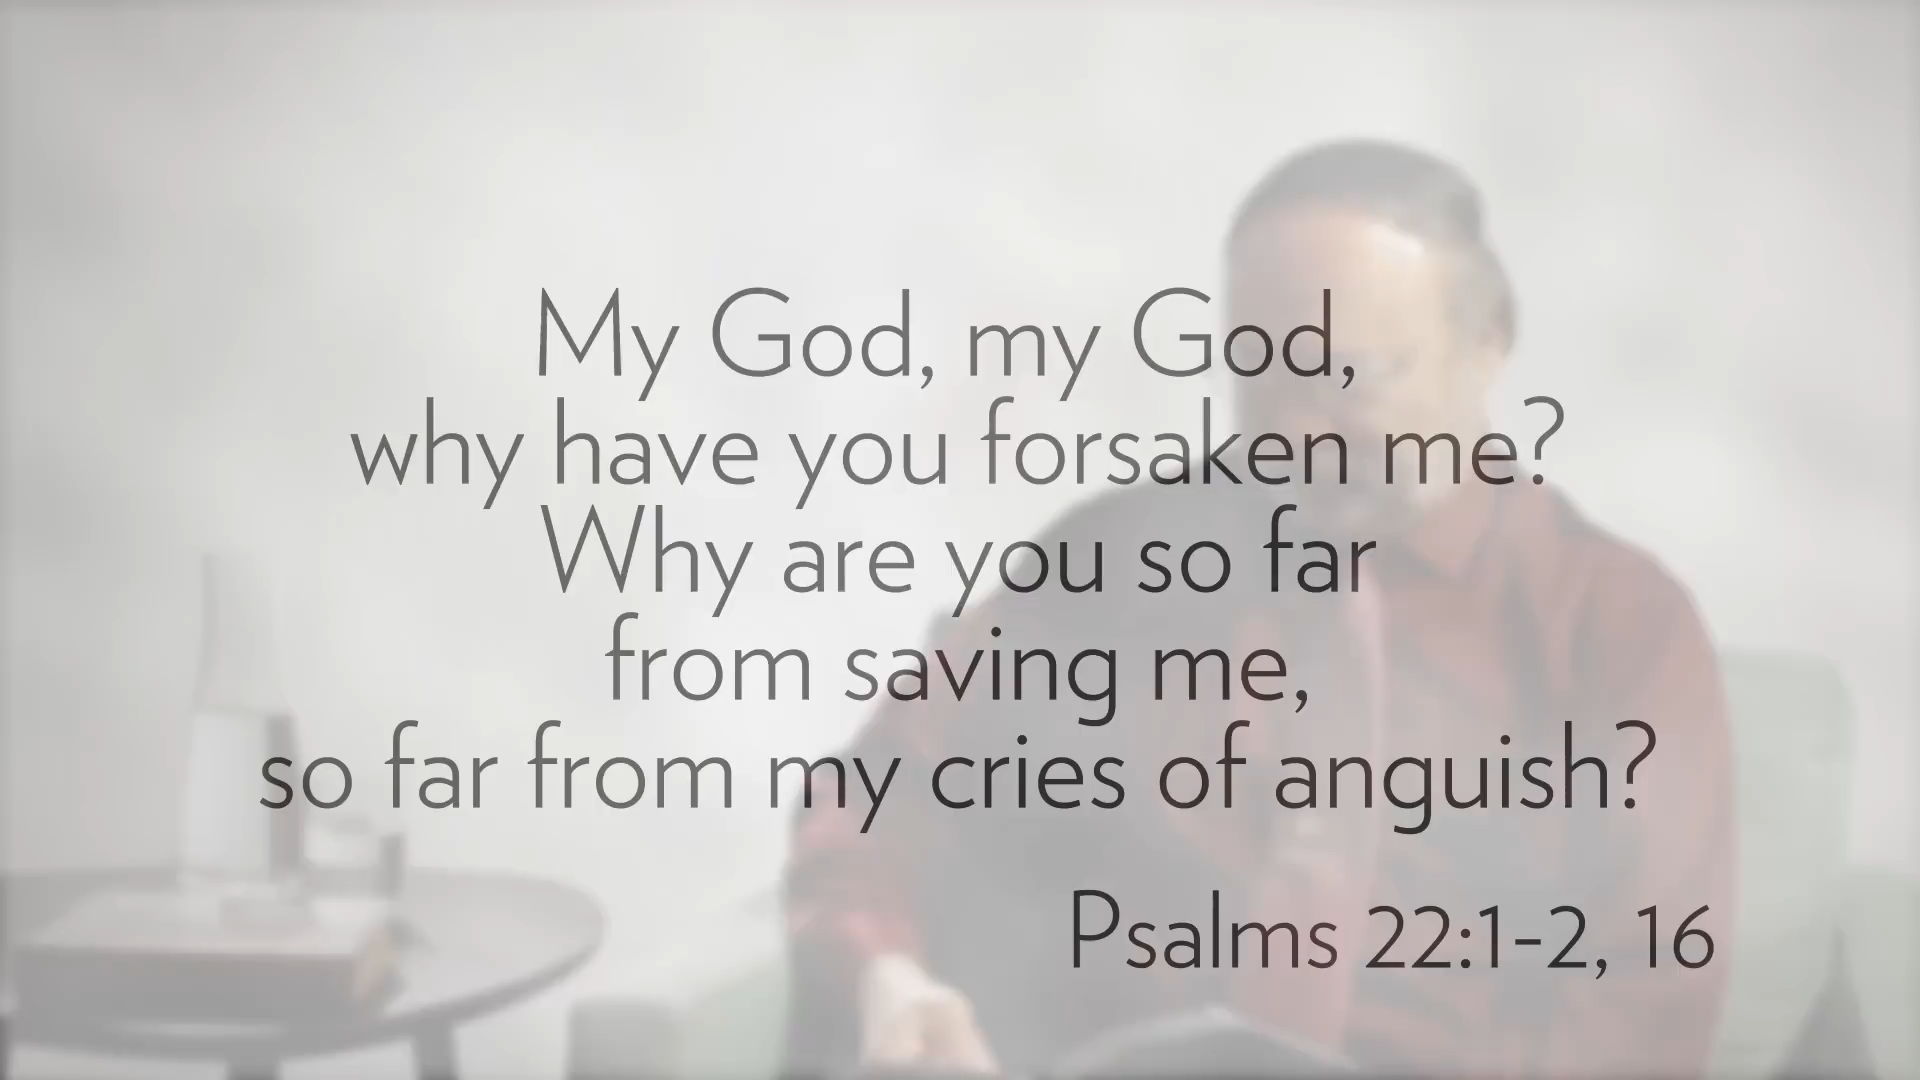 My God, my God,
why have you forsaken me?
Why are you so far
from saving me,
so far from my cries of anguish?
Psalms 22:1-2, 16